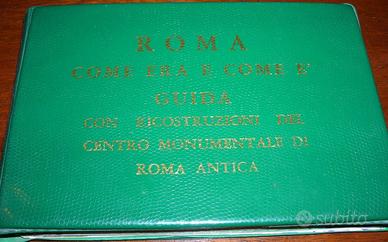 ROMA
COME ERA E COME E'
GUIDA
CON RICOSTRUZIONI DEL
CENTRO MONUMENTALE DI
ROMA ANTICA
subito